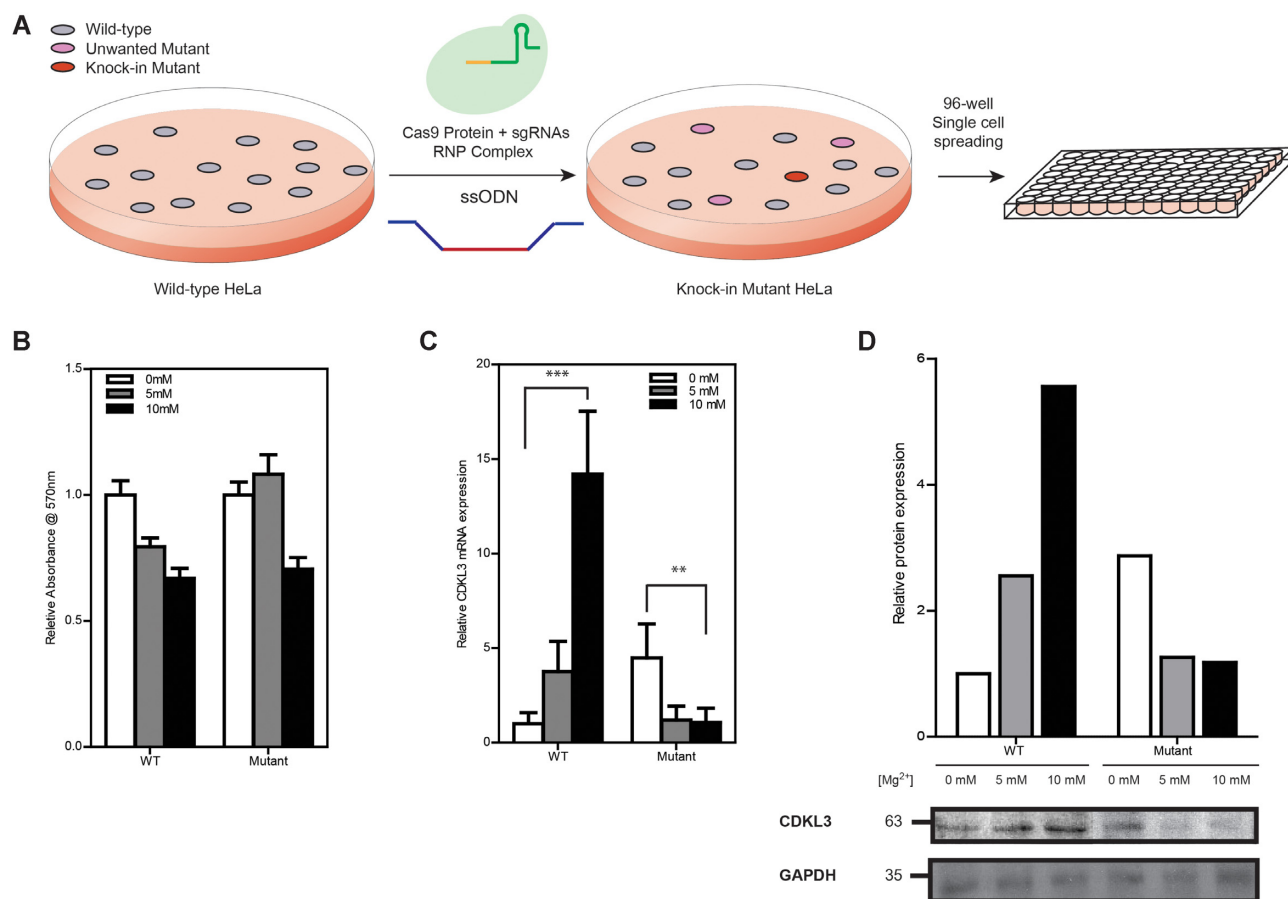 A
Wild-type
Unwanted Mutant
Knock-in Mutant
Cas9 Protein + sgRNAs
RNP Complex
ssODN
96-well
Single cell
spreading
Wild-type HeLa
Knock-in Mutant HeLa
B
Reletive Absorbance @ 570nm
1.5
1.0
0.5
0.0
0mM
5mM
10mM
WT
Mutant
C
Relative CDKL3 mRNA expression
20
15
10
5
0
***
**
0 mM
5 mM
10 mM
WT
Mutant
D
Relative protein expression
6
4
2
0
WT
Mutant
[Mg²⁺]
0 mM 5 mM 10 mM 0 mM 5 mM 10 mM
CDKL3 63
GAPDH 35